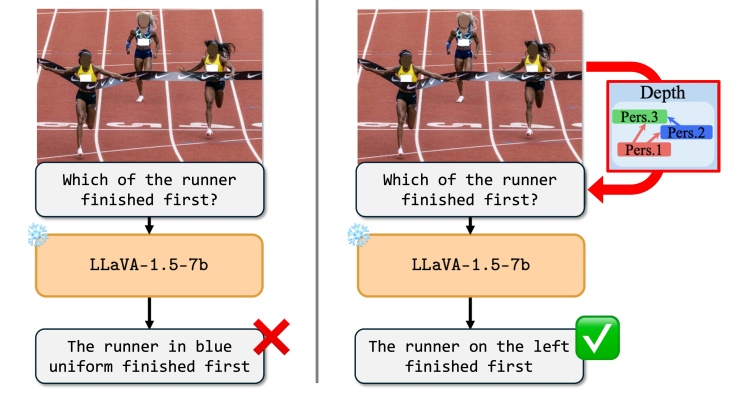 Which of the runner
finished first?
LLaVA-1.5-7b
The runner in blue
uniform finished first
Which of the runner
finished first?
Depth
Pers.3
Pers.2
Pers.1
LLaVA-1.5-7b
The runner on the left
finished first